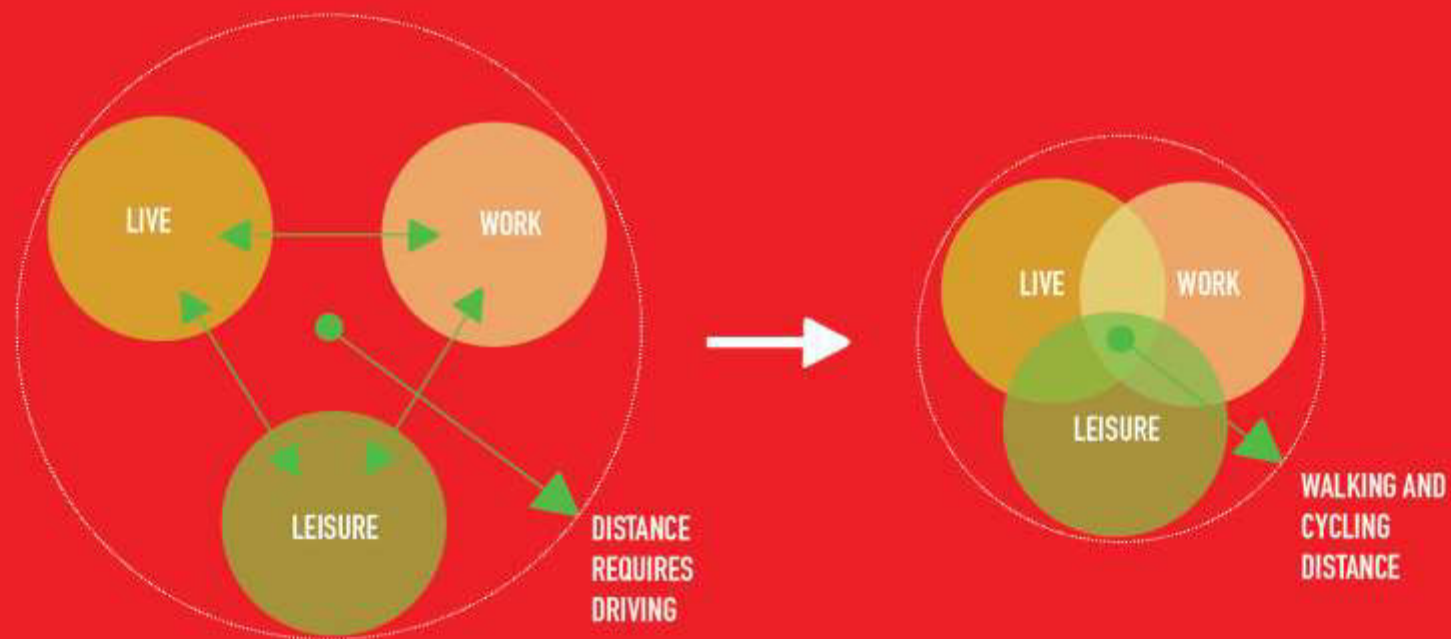 LIVE
WORK
LEISURE
DISTANCE
REQUIRES
DRIVING
LIVE
WORK
LEISURE
WALKING AND
CYCLING
DISTANCE